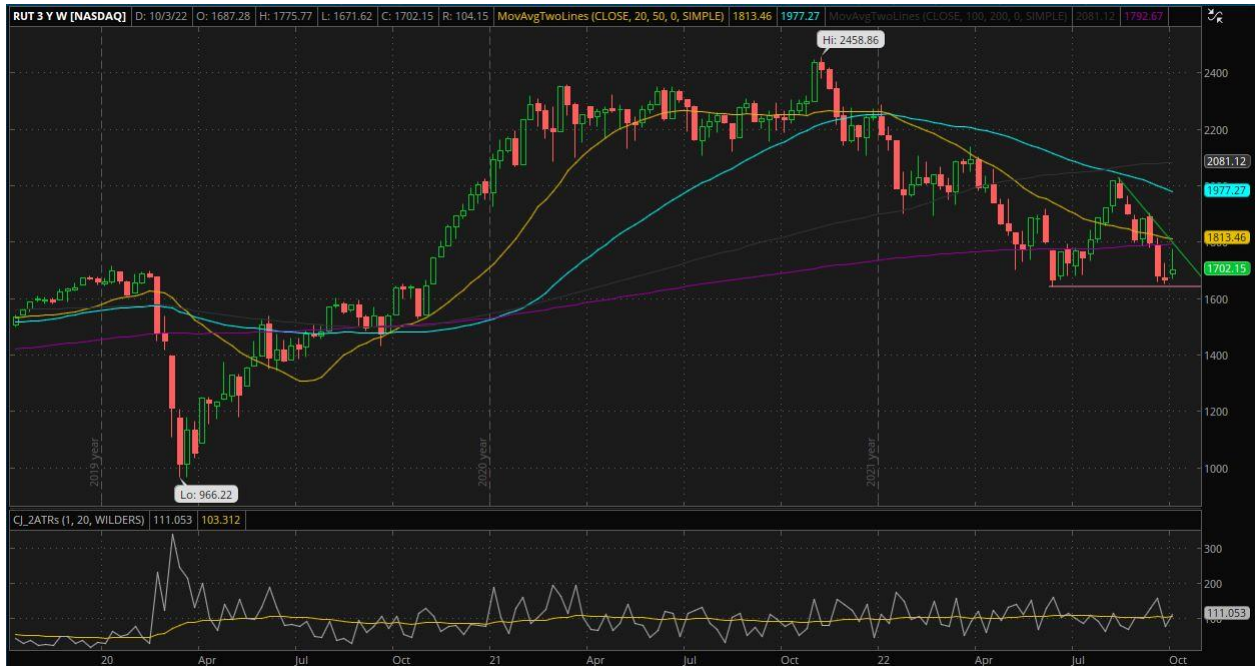 RUT 3 Y W [NASDAQ] D: 10/3/22 O: 1687.28 H: 1775.77 L: 1671.62 C: 1702.15 R: 104.15 MovAvgTwoLines (CLOSE, 20, 50, 0, SIMPLE) 1813.46 1977.27 MovAvgTwoLines (CLOSE, 100, 200, 0, SIMPLE) 2081.12 1792.67
Hi: 2458.86
2400
2200
2081.12
1977.27
1813.46
1800
1702.15
1600
1400
1200
1000
2019 year
2020 year
2021 year
Lo: 966.22
CJ_2ATRs (1, 20, WILDERS) 111.053 103.312
300
200
111.053
100
20 Apr Jul Oct 21 Apr Jul Oct 22 Apr Jul Oct